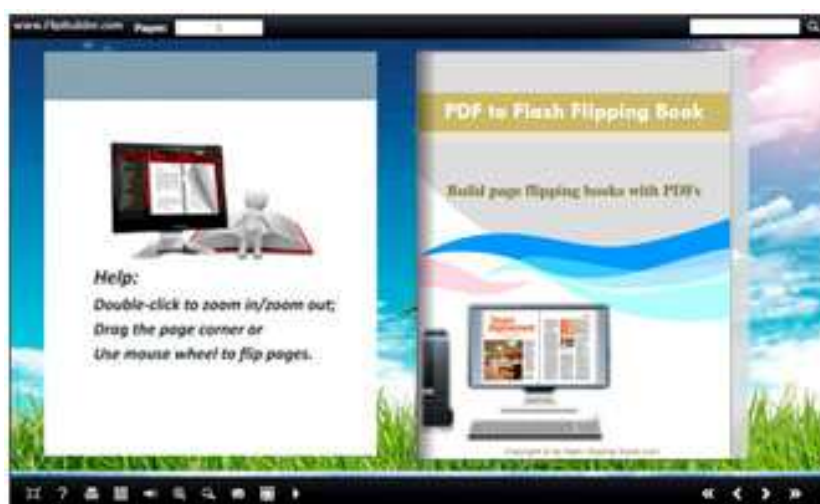 www.FlipBuilder.com Pages:
Help:
Double-click to zoom in/zoom out;
Drag the page corner or
Use mouse wheel to flip pages.
PDF to Flash Flipping Book
Build page flipping books with PDFs